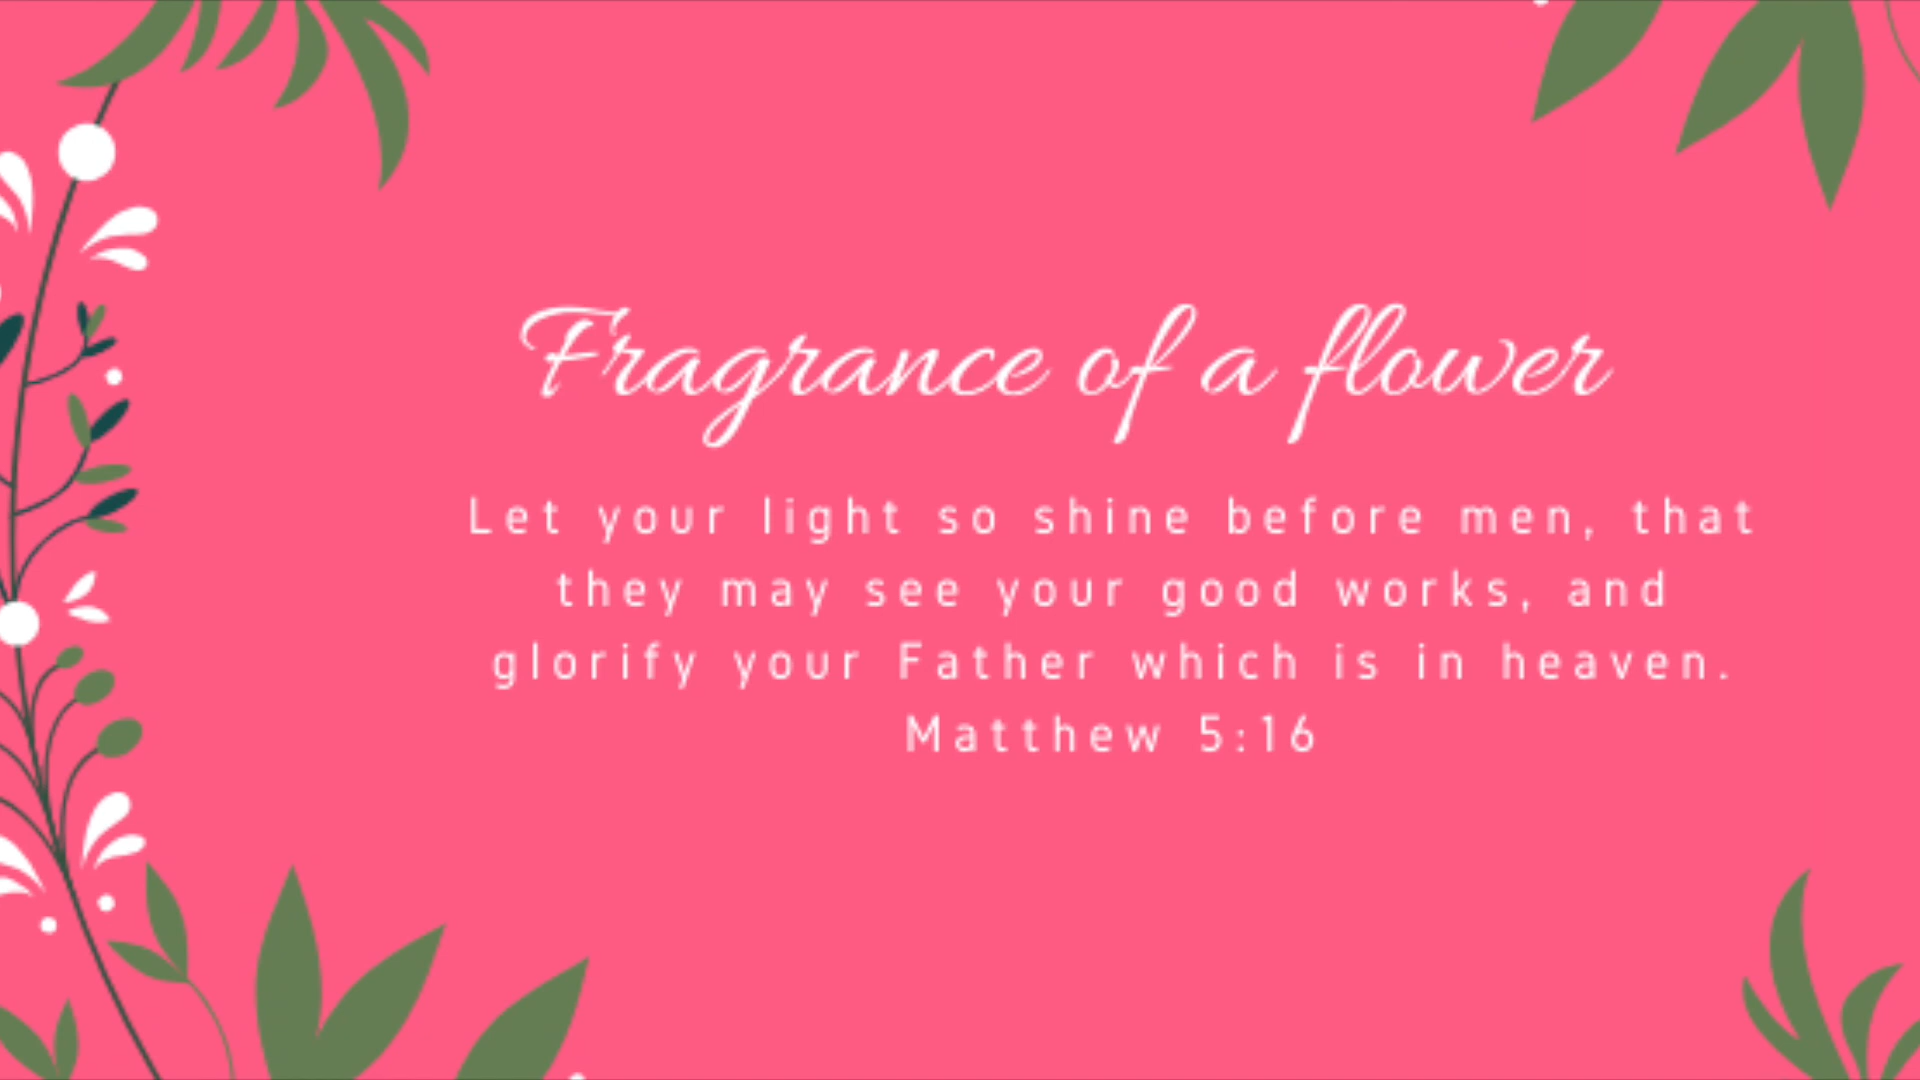 Fragrance of a flower
Let your light so shine before men, that
they may see your good works, and
glorify your Father which is in heaven.
Matthew 5:16